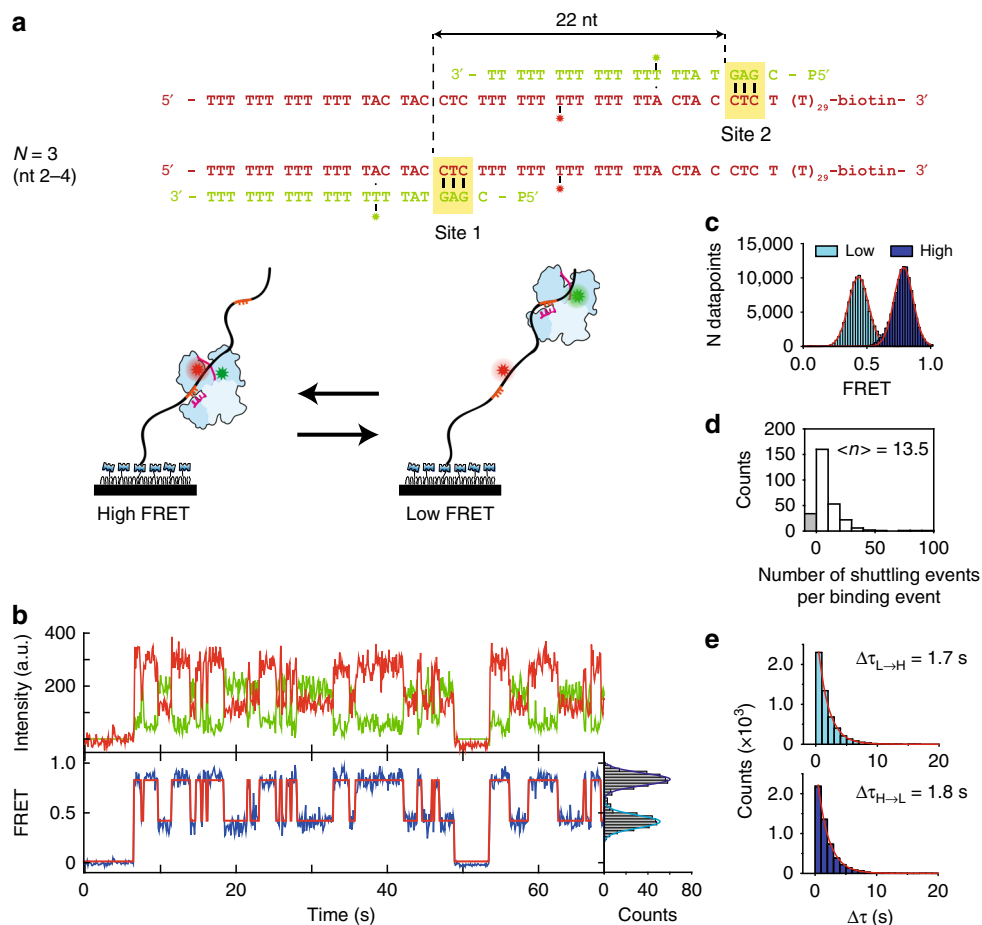 a
22 nt
3′ - TT TTT TTT TTT TTT TTA T GAG C - P5′
5′ - TTT TTT TTT TTT TAC TAC CTC TTT TTT TTT TTT TTA CTA C CTC T T (T)29-biotin- 3′
Site 2
N = 3
(nt 2–4)
5′ - TTT TTT TTT TTT TAC TAC CTC TTT TTT TTT TTT TTA CTA C CCTC T T (T)29-biotin- 3′
3′ - TTT TTT TTT TTT TTT TAT GAG C - P5′
Site 1
High FRET
Low FRET
b
Intensity (a.u.)
400
200
0
FRET
1.0
0.5
0
0 20 40 60
Time (s)
0 40 80
Counts
c
N datapoints
15,000
10,000
5,000
0
Low High
0.0 0.5 1.0
FRET
d
Counts
200
150
100
50
0
<n> = 13.5
0 50 100
Number of shuttling events
per binding event
e
Counts (×10³)
2.0
1.0
0
ΔτL→H = 1.7 s
0 10 20
2.0
1.0
0
ΔτH→L = 1.8 s
0 10 20
Δτ (s)